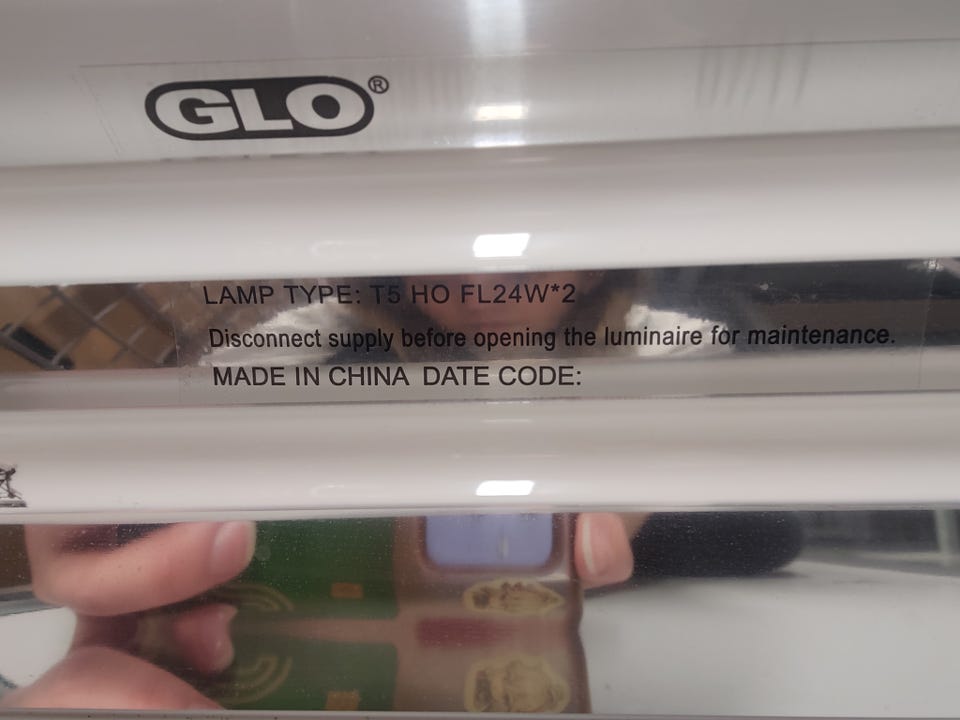 GLO®
LAMP TYPE: T5 HO FL24W*2
Disconnect supply before opening the luminaire for maintenance.
MADE IN CHINA DATE CODE: